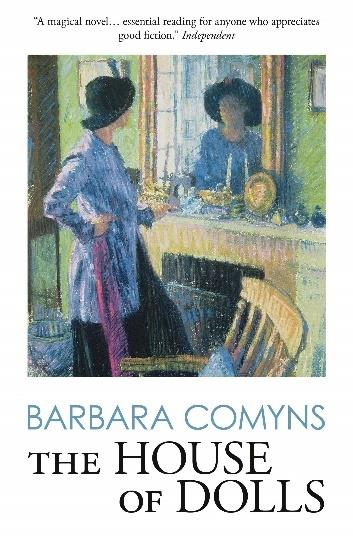 “A magical novel… essential reading for anyone who appreciates
good fiction.” Independent
BARBARA COMYNS
THE HOUSE
OF DOLLS